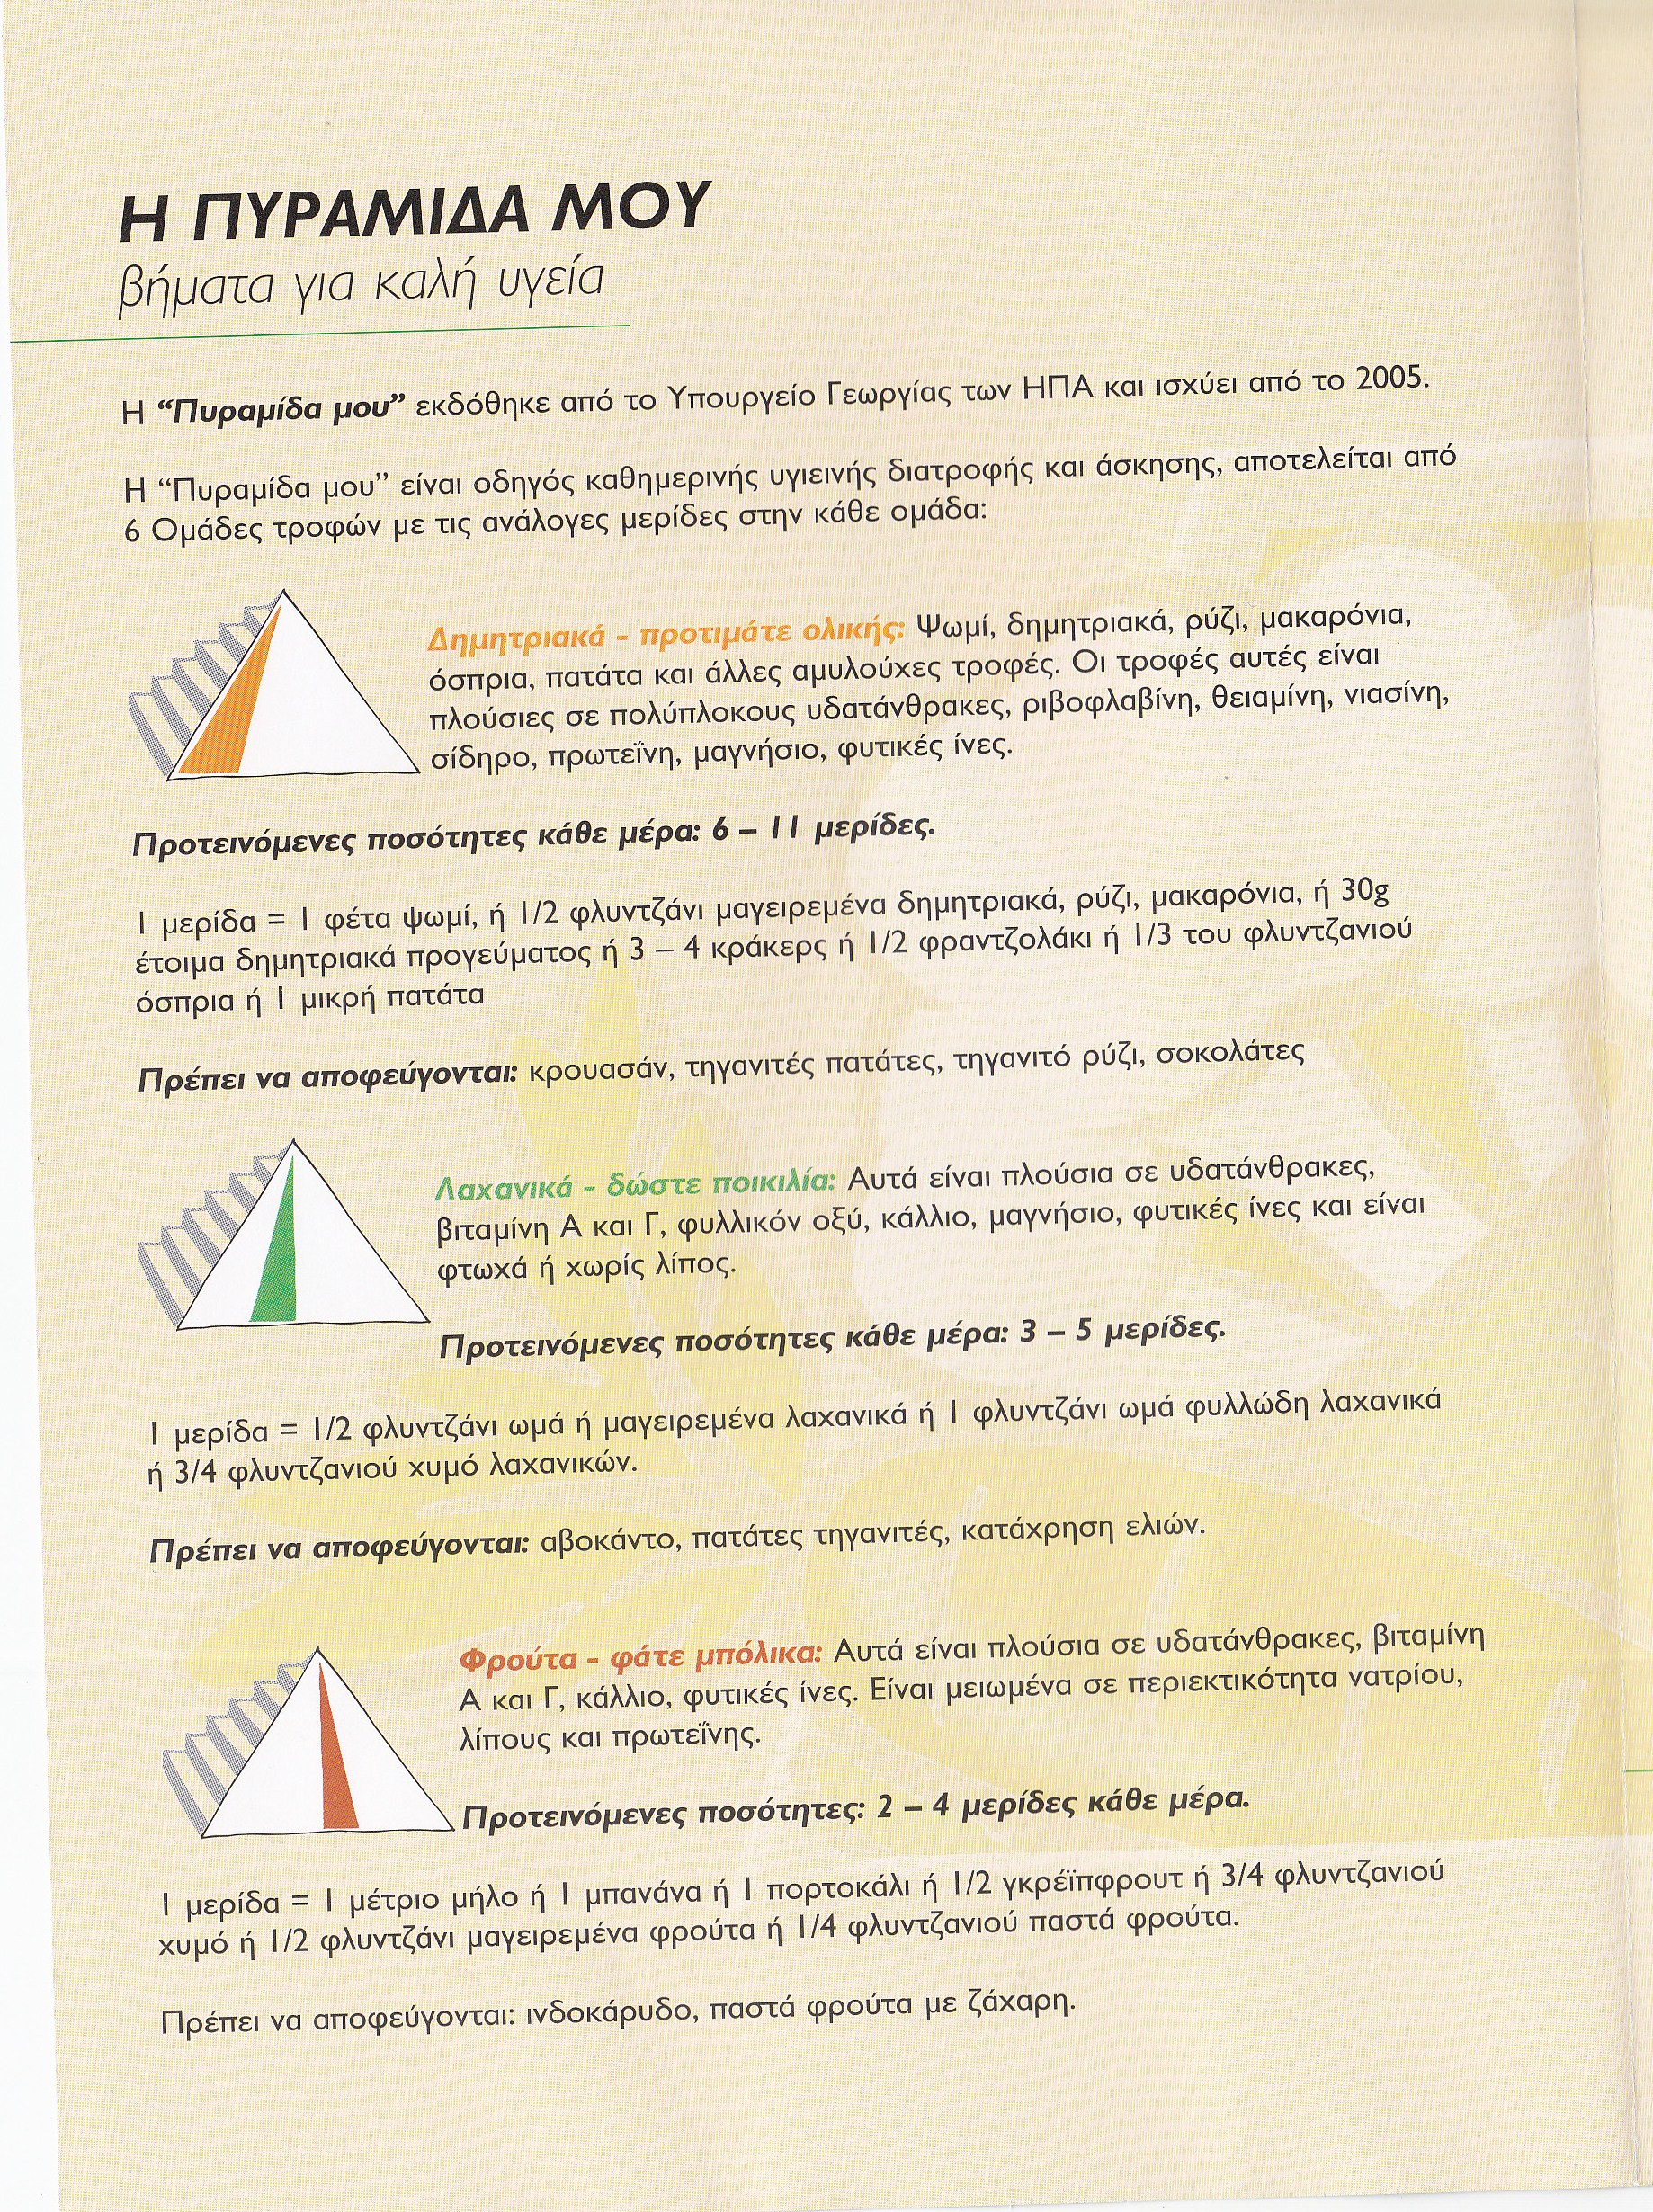 Η ΠΥΡΑΜΙΔΑ ΜΟΥ
βήματα για καλή υγεία
Η “Πυραμίδα μου” εκδόθηκε από το Υπουργείο Γεωργίας των ΗΠΑ και ισχύει από το 2005.
Η “Πυραμίδα μου” είναι οδηγός καθημερινής υγιεινής διατροφής και άσκησης, αποτελείται από
6 Ομάδες τροφών με τις ανάλογες μερίδες στην κάθε ομάδα:
Δημητριακά - προτιμάτε ολικής: Ψωμί, δημητριακά, ρύζι, μακαρόνια,
όσπρια, πατάτα και άλλες αμυλούχες τροφές. Οι τροφές αυτές είναι
πλούσιες σε πολύπλοκους υδατάνθρακες, ριβοφλαβίνη, θειαμίνη, νιασίνη,
σίδηρο, πρωτεΐνη, μαγνήσιο, φυτικές ίνες.
Προτεινόμενες ποσότητες κάθε μέρα: 6 – 11 μερίδες.
1 μερίδα = 1 φέτα ψωμί, ή 1/2 φλυντζάνι μαγειρεμένα δημητριακά, ρύζι, μακαρόνια, ή 30g
έτοιμα δημητριακά προγεύματος ή 3 – 4 κράκερς ή 1/2 φραντζολάκι ή 1/3 του φλυντζανιού
όσπρια ή 1 μικρή πατάτα
Πρέπει να αποφεύγονται: κρουασάν, τηγανιτές πατάτες, τηγανιτό ρύζι, σοκολάτες
Λαχανικά - δώστε ποικιλία: Αυτά είναι πλούσια σε υδατάνθρακες,
βιταμίνη Α και Γ, φυλλικόν οξύ, κάλλιο, μαγνήσιο, φυτικές ίνες και είναι
φτωχά ή χωρίς λίπος.
Προτεινόμενες ποσότητες κάθε μέρα: 3 – 5 μερίδες.
1 μερίδα = 1/2 φλυντζάνι ωμά ή μαγειρεμένα λαχανικά ή 1 φλυντζάνι ωμά φυλλώδη λαχανικά
ή 3/4 φλυντζανιού χυμό λαχανικών.
Πρέπει να αποφεύγονται: αβοκάντο, πατάτες τηγανιτές, κατάχρηση ελιών.
Φρούτα - φάτε μπόλικα: Αυτά είναι πλούσια σε υδατάνθρακες, βιταμίνη
Α και Γ, κάλλιο, φυτικές ίνες. Είναι μειωμένα σε περιεκτικότητα νατρίου,
λίπους και πρωτεΐνης.
Προτεινόμενες ποσότητες: 2 – 4 μερίδες κάθε μέρα.
1 μερίδα = 1 μέτριο μήλο ή 1 μπανάνα ή 1 πορτοκάλι ή 1/2 γκρέϊπφρουτ ή 3/4 φλυντζανιού
χυμό ή 1/2 φλυντζάνι μαγειρεμένα φρούτα ή 1/4 φλυντζανιού παστά φρούτα.
Πρέπει να αποφεύγονται: ινδοκάρυδο, παστά φρούτα με ζάχαρη.